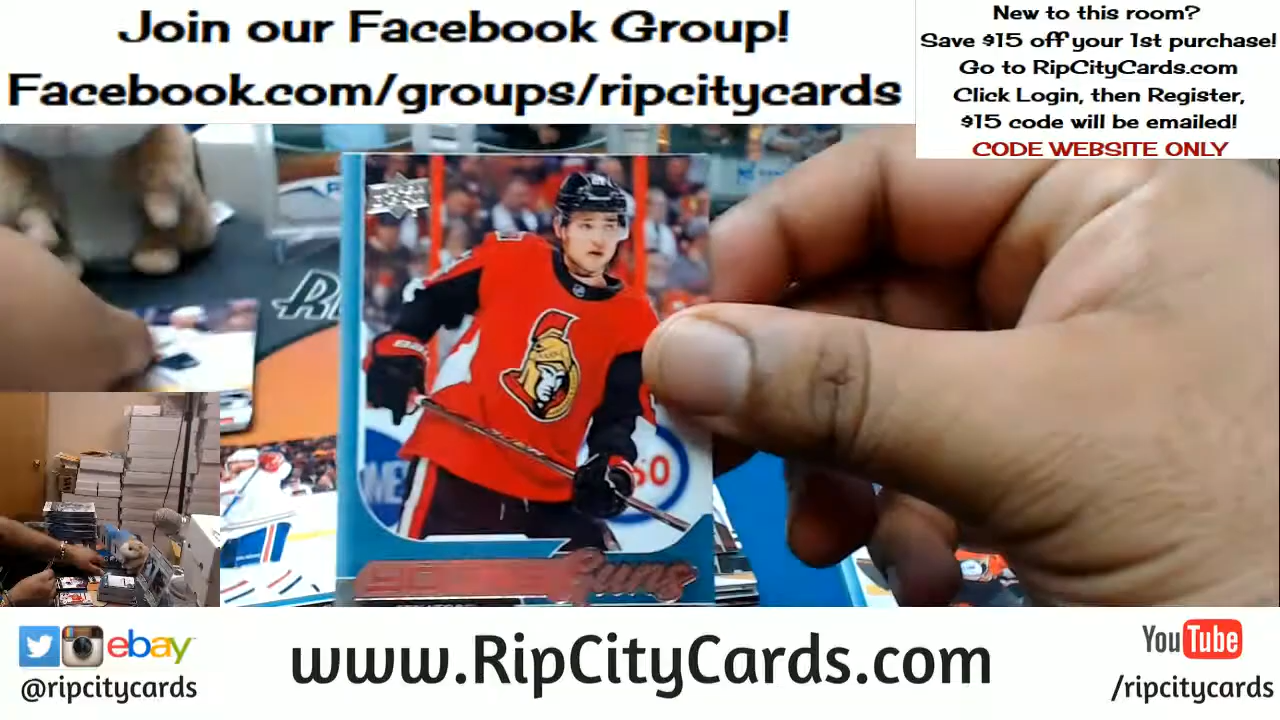 Join our Facebook Group!
Facebook.com/groups/ripcitycards
New to this room?
Save $15 off your 1st purchase!
Go to RipCityCards.com
Click Login, then Register,
$15 code will be emailed!
CODE WEBSITE ONLY
Guns
ebay
@ripcitycards
www.RipCityCards.com
YouTube
/ripcitycards